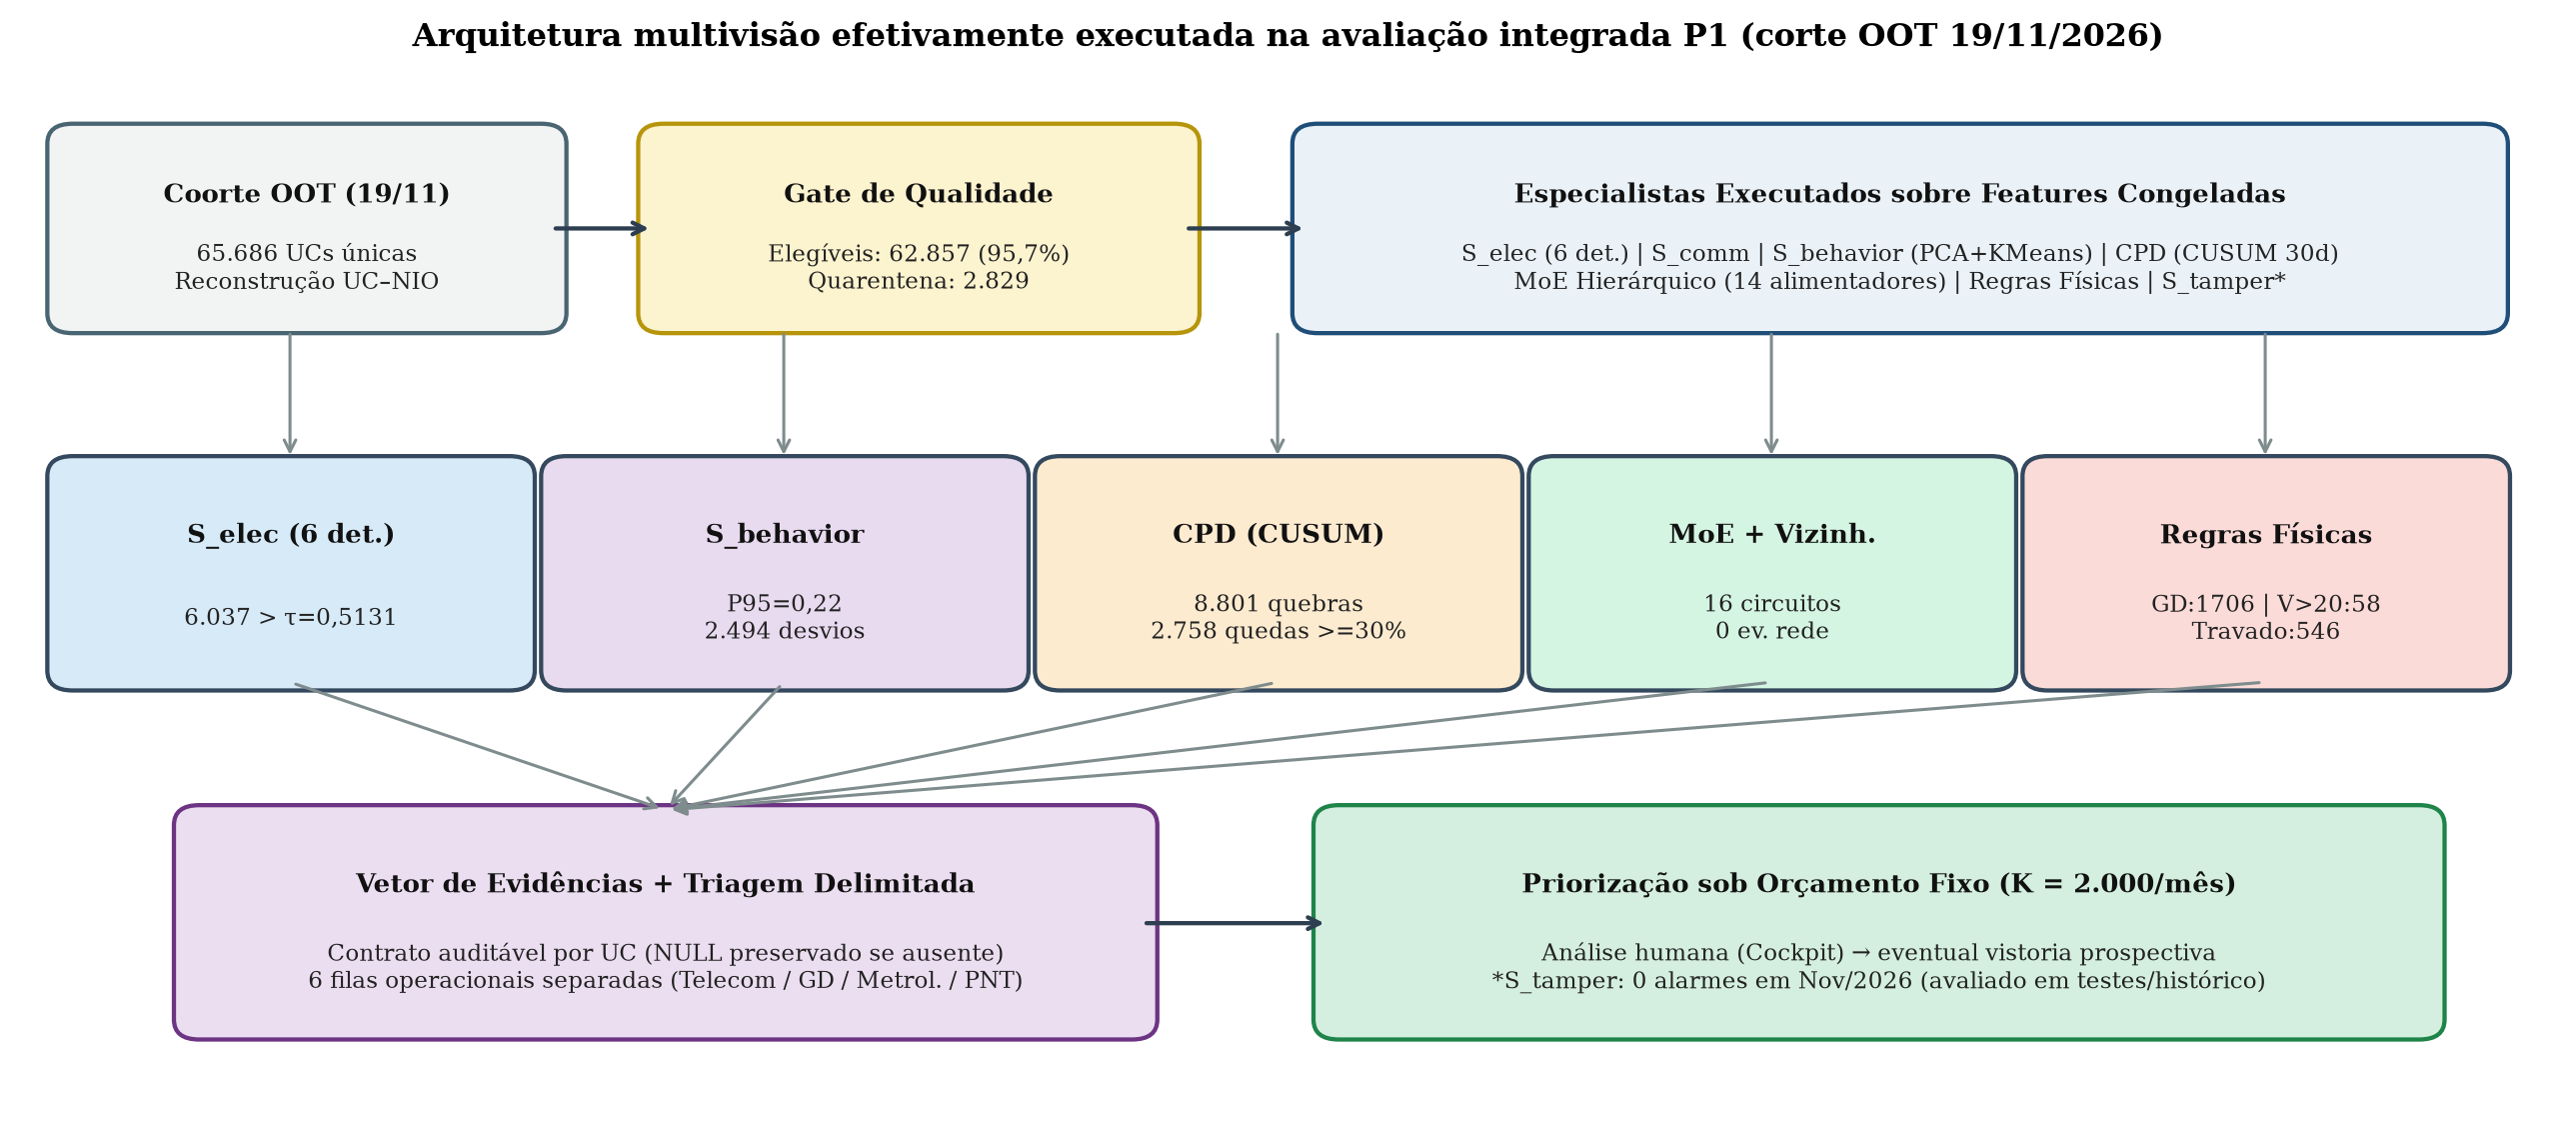 Arquitetura multivisão efetivamente executada na avaliação integrada P1 (corte OOT 19/11/2026)
Coorte OOT (19/11)
65.686 UCs únicas
Reconstrução UC–NIO
Gate de Qualidade
Elegíveis: 62.857 (95,7%)
Quarentena: 2.829
Especialistas Executados sobre Features Congeladas
S_elec (6 det.) | S_comm | S_behavior (PCA+KMeans) | CPD (CUSUM 30d)
MoE Hierárquico (14 alimentadores) | Regras Físicas | S_tamper*
S_elec (6 det.)
6.037 > τ=0,5131
S_behavior
P95=0,22
2.494 desvios
CPD (CUSUM)
8.801 quebras
2.758 quedas >=30%
MoE + Vizinh.
16 circuitos
0 ev. rede
Regras Físicas
GD:1706 | V>20:58
Travado:546
Vetor de Evidências + Triagem Delimitada
Contrato auditável por UC (NULL preservado se ausente)
6 filas operacionais separadas (Telecom / GD / Metrol. / PNT)
Priorização sob Orçamento Fixo (K = 2.000/mês)
Análise humana (Cockpit) → eventual vistoria prospectiva
*S_tamper: 0 alarmes em Nov/2026 (avaliado em testes/histórico)